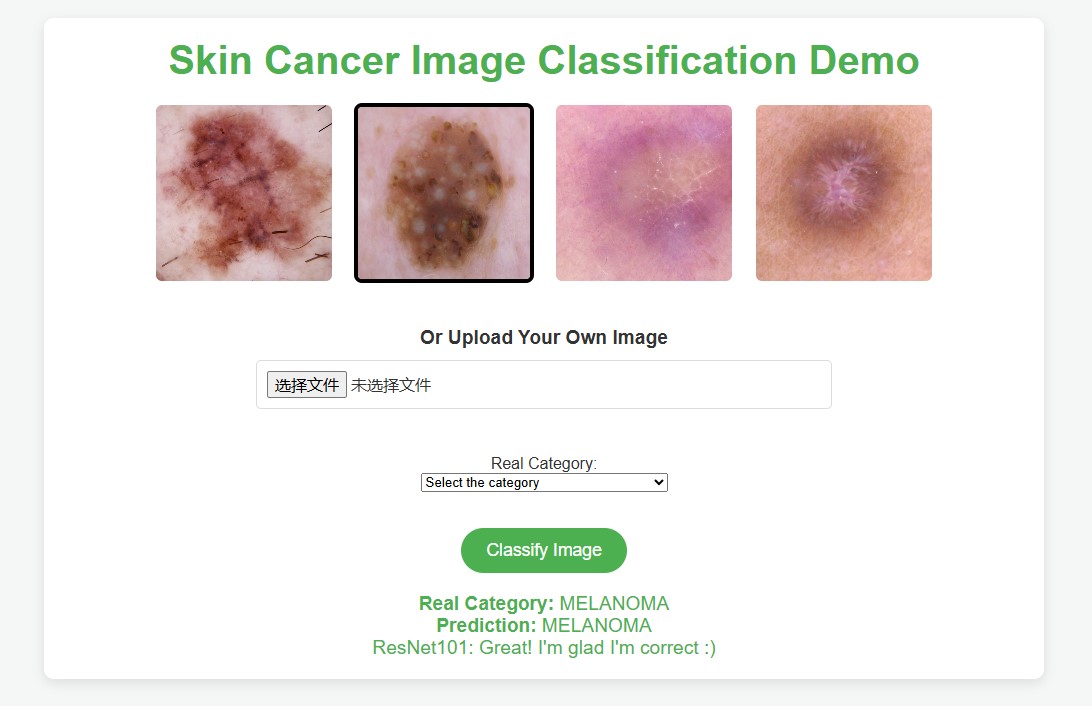 Skin Cancer Image Classification Demo
Or Upload Your Own Image
选择文件 未选择文件
Real Category:
Select the category
Classify Image
Real Category: MELANOMA
Prediction: MELANOMA
ResNet101: Great! I'm glad I'm correct :)